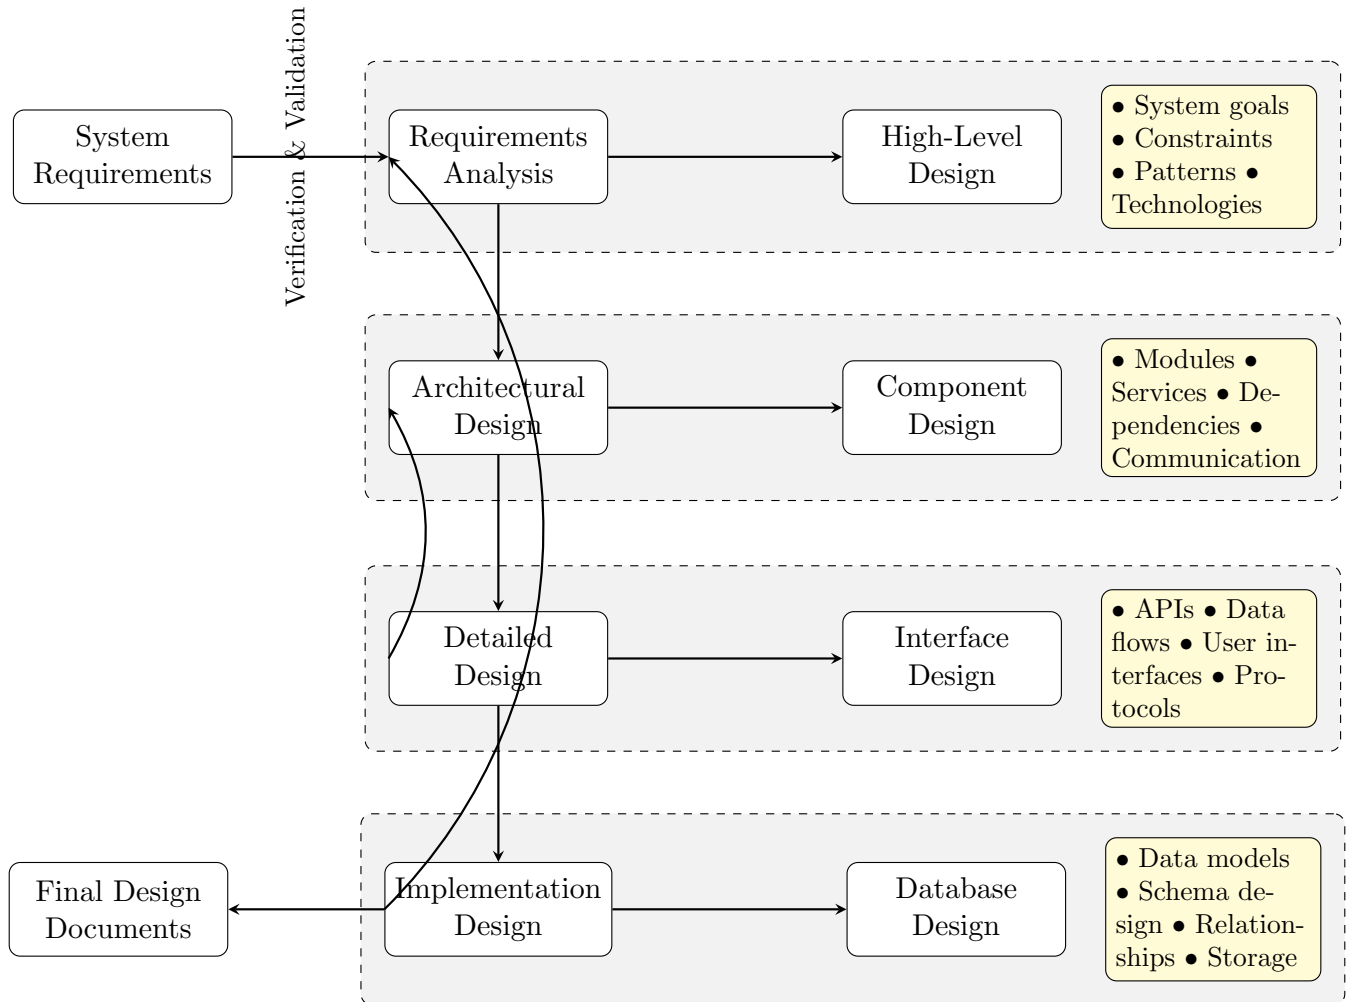 Verification & Validation
System
Requirements
Requirements
Analysis
High-Level
Design
● System goals
● Constraints
● Patterns ●
Technologies
Architectural
Design
Component
Design
● Modules ●
Services ● De-
pendencies ●
Communication
Detailed
Design
Interface
Design
● APIs ● Data
flows ● User in-
terfaces ● Pro-
tocols
Final Design
Documents
Implementation
Design
Database
Design
● Data models
● Schema de-
sign ● Relation-
ships ● Storage